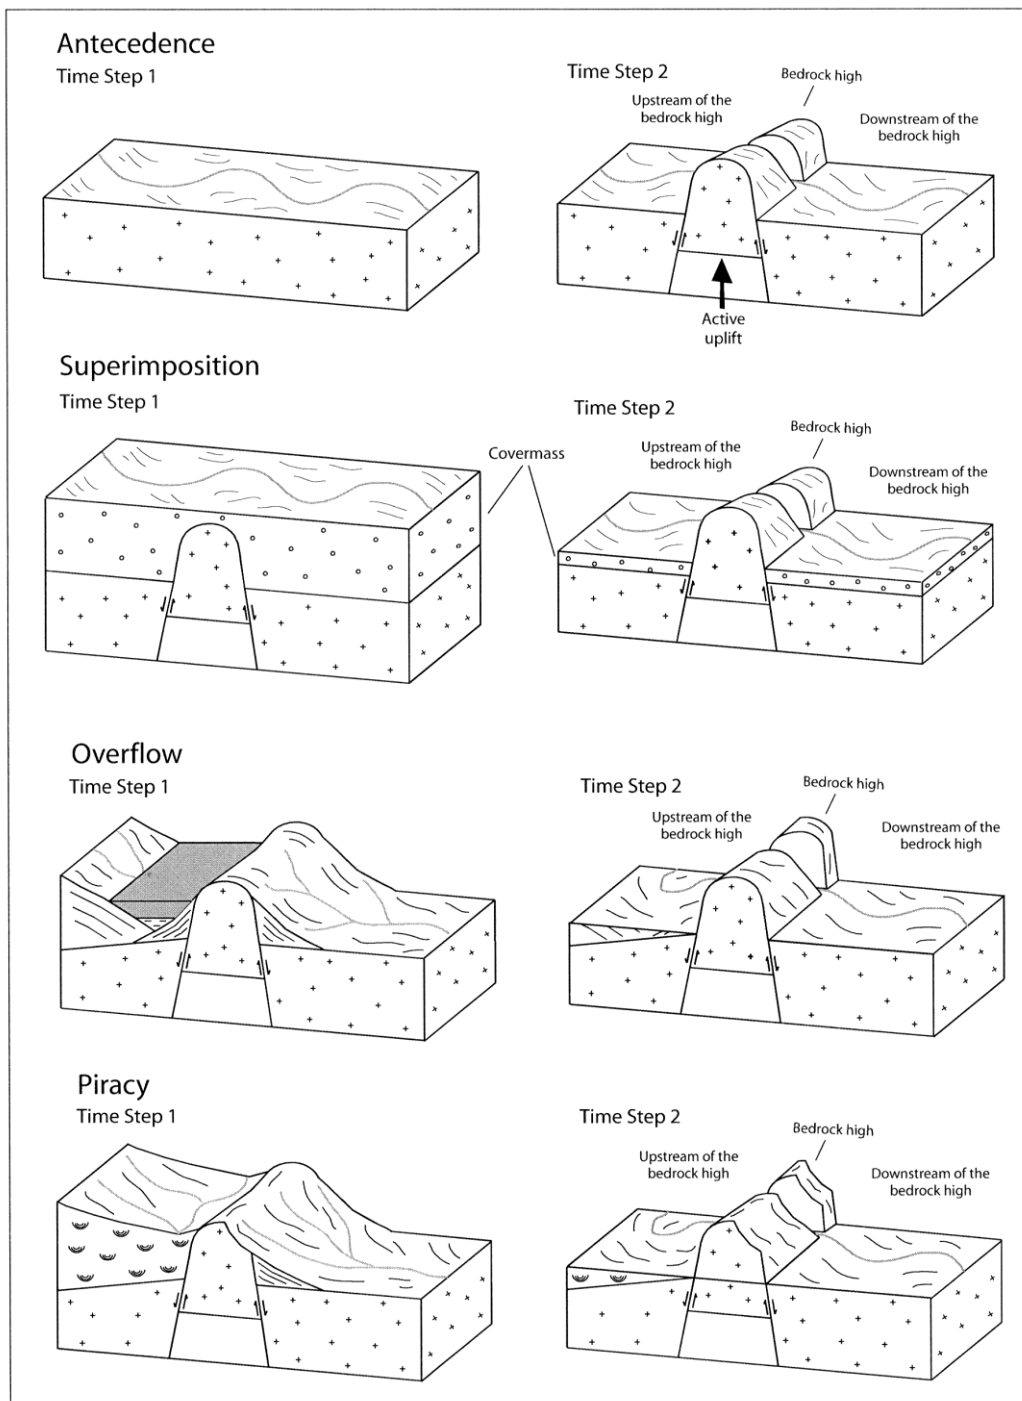 Antecedence
Time Step 1
Time Step 2
Bedrock high
Upstream of the
bedrock high
Downstream of the
bedrock high
Active
uplift
Superimposition
Time Step 1
Time Step 2
Bedrock high
Covermass
Upstream of the
bedrock high
Downstream of the
bedrock high
Overflow
Time Step 1
Time Step 2
Bedrock high
Upstream of the
bedrock high
Downstream of the
bedrock high
Piracy
Time Step 1
Time Step 2
Bedrock high
Upstream of the
bedrock high
Downstream of the
bedrock high